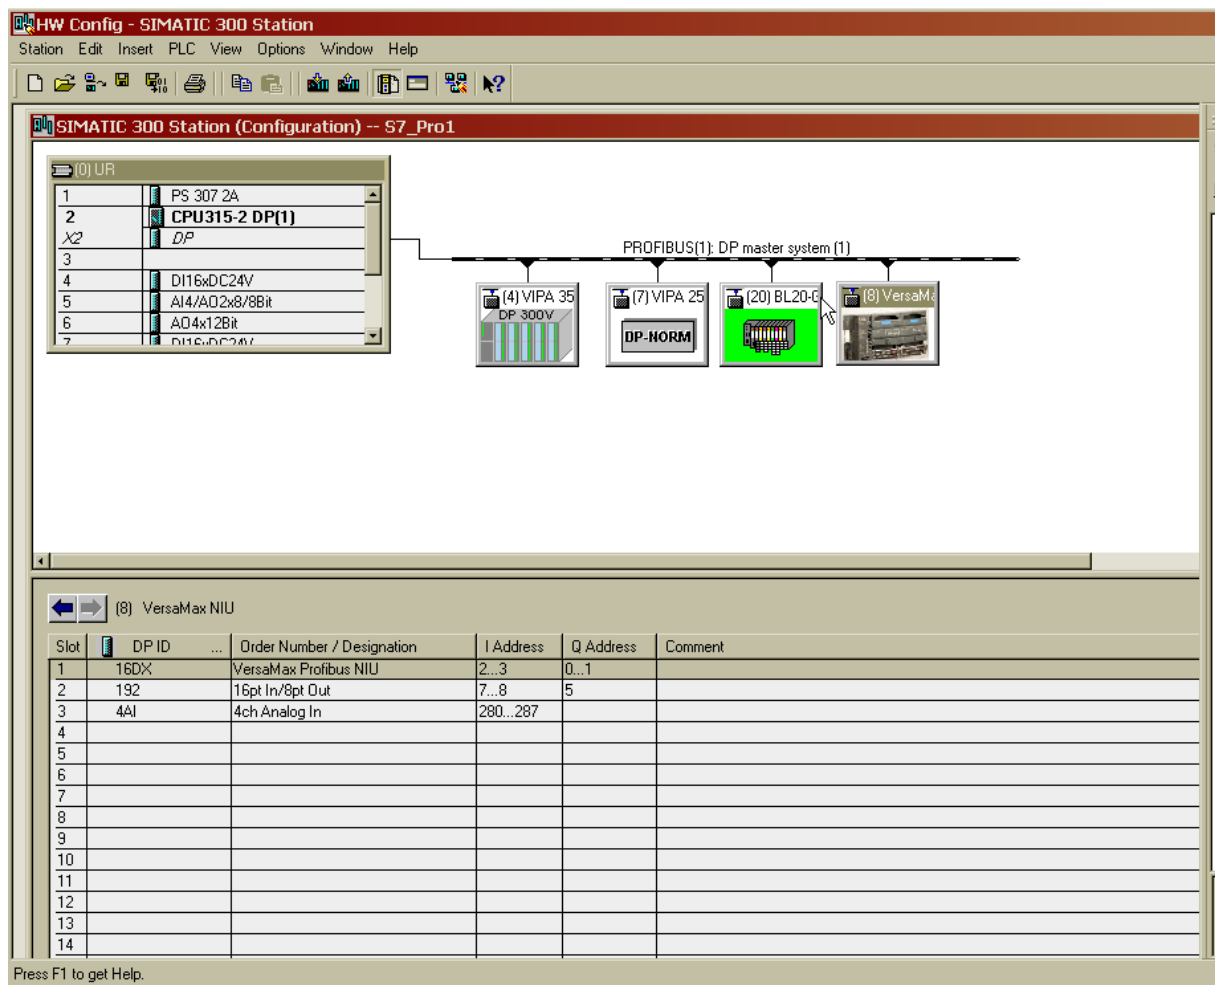 HW Config - SIMATIC 300 Station
Station Edit Insert PLC View Options Window Help
SIMATIC 300 Station (Configuration) -- S7_Pro1
(0) UR
1 PS 307 2A
2 CPU315-2 DP(1)
X2 DP
3
4 DI16xDC24V
5 AI4/AO2x8/8Bit
6 AO4x12Bit
7 DI16xDC24V
PROFIBUS(1): DP master system (1)
(4) VIPA 35
DP 300V
(7) VIPA 25
DP-NORM
(20) BL20-G
(8) VersaMa
(8) VersaMax NIU
Slot DP ID ... Order Number / Designation I Address Q Address Comment
1 16DX VersaMax Profibus NIU 2...3 0...1
2 192 16pt In/8pt Out 7...8 5
3 4AI 4ch Analog In 280...287
4
5
6
7
8
9
10
11
12
13
14
Press F1 to get Help.